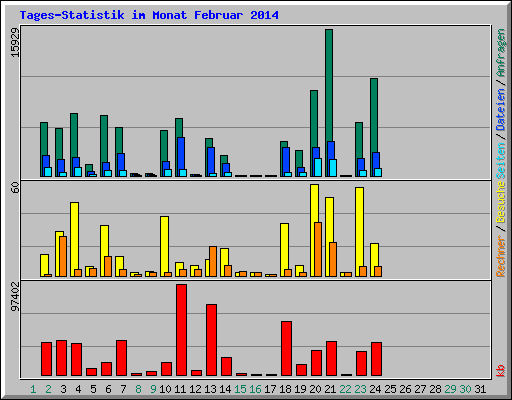 Tages-Statistik im Monat Februar 2014
15929
60
97402
Rechner / Besuche Seiten / Dateien / Anfragen
kb
1 2 3 4 5 6 7 8 9 10 11 12 13 14 15 16 17 18 19 20 21 22 23 24 25 26 27 28 29 30 31